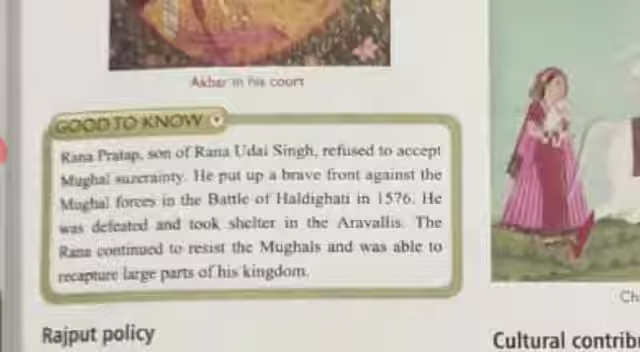 Akbar in his court
GOOD TO KNOW
Rana Pratap, son of Rana Udai Singh, refused to accept
Mughal suzerainty. He put up a brave front against the
Mughal forces in the Battle of Haldighati in 1576. He
was defeated and took shelter in the Aravallis. The
Rana continued to resist the Mughals and was able to
recapture large parts of his kingdom.
Rajput policy
Ch
Cultural contrib